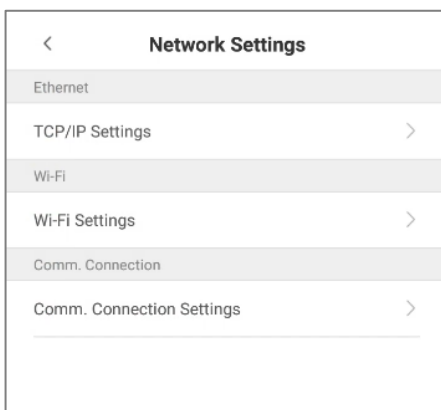 Network Settings
Ethernet
TCP/IP Settings
Wi-Fi
Wi-Fi Settings
Comm. Connection
Comm. Connection Settings